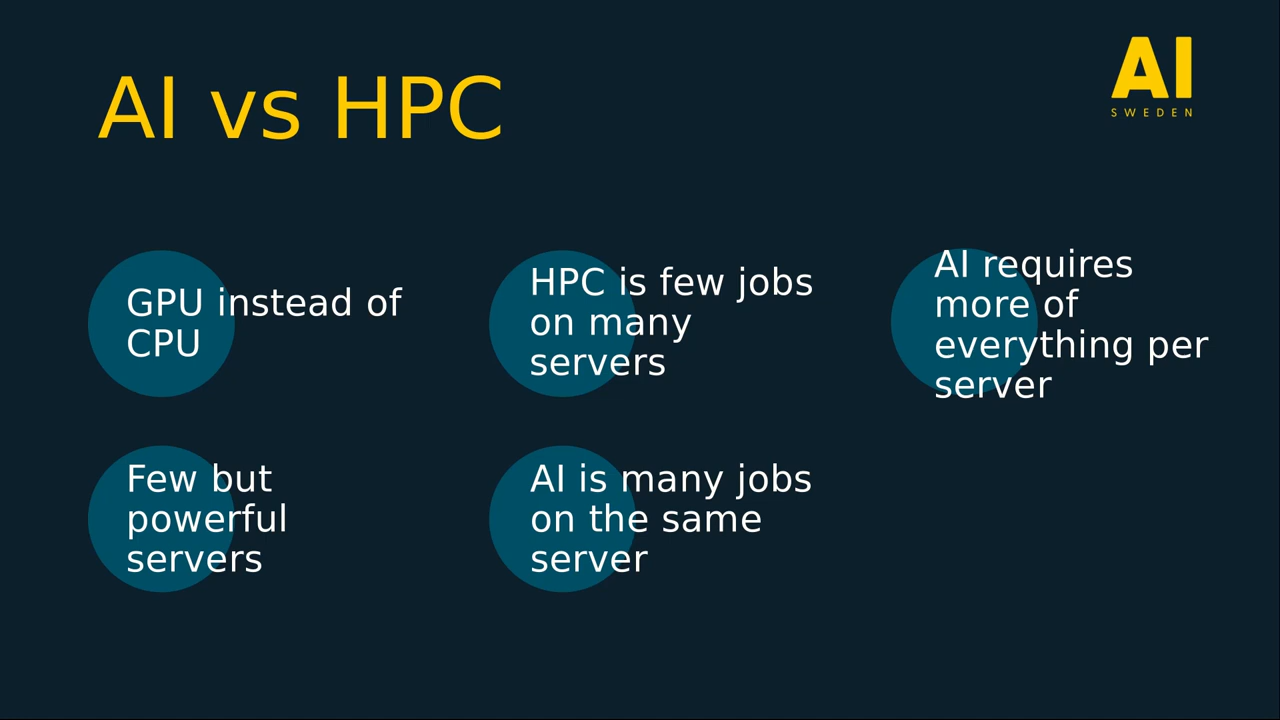 AI vs HPC
AI
SWEDEN
GPU instead of
CPU
HPC is few jobs
on many
servers
AI requires
more of
everything per
server
Few but
powerful
servers
AI is many jobs
on the same
server